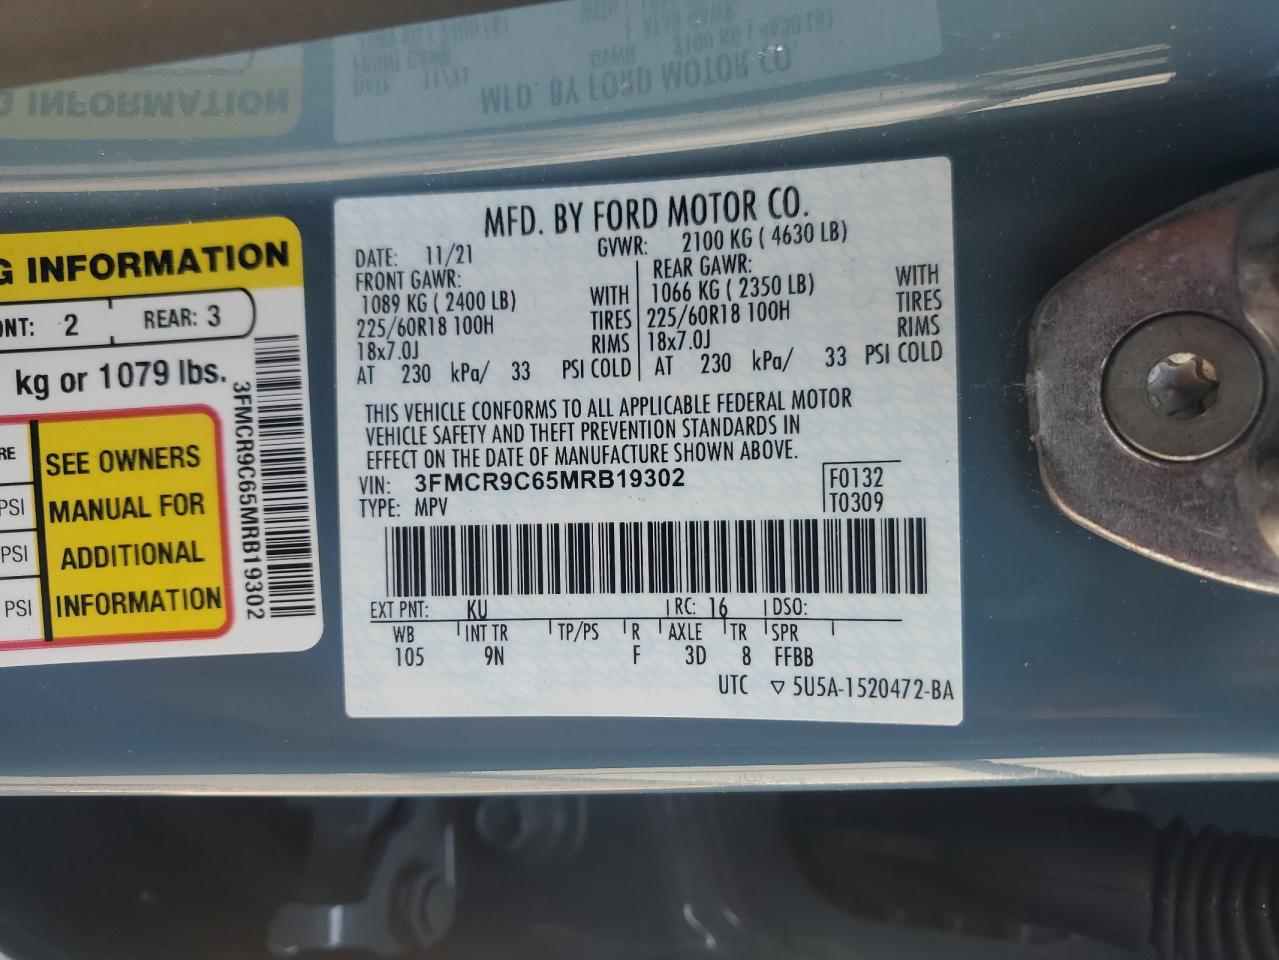 G INFORMATION
ONT: 2 REAR: 3
kg or 1079 lbs.
RE
PSI
PSI
PSI
SEE OWNERS
MANUAL FOR
ADDITIONAL
INFORMATION
3FMCR9C65MRB19302
MFD. BY FORD MOTOR CO.
DATE: 11/21 GVWR: 2100 KG ( 4630 LB)
FRONT GAWR: REAR GAWR:
1089 KG ( 2400 LB) WITH 1066 KG ( 2350 LB) WITH
225/60R18 100H TIRES 225/60R18 100H TIRES
18x7.0J RIMS 18x7.0J RIMS
AT 230 kPa/ 33 PSI COLD AT 230 kPa/ 33 PSI COLD
THIS VEHICLE CONFORMS TO ALL APPLICABLE FEDERAL MOTOR
VEHICLE SAFETY AND THEFT PREVENTION STANDARDS IN
EFFECT ON THE DATE OF MANUFACTURE SHOWN ABOVE.
VIN: 3FMCR9C65MRB19302 F0132
TYPE: MPV T0309
EXT PNT: KU RC: 16 DSO:
WB INT TR TP/PS R AXLE TR SPR
105 9N F 3D 8 FFBB
UTC ▽ 5U5A-1520472-BA